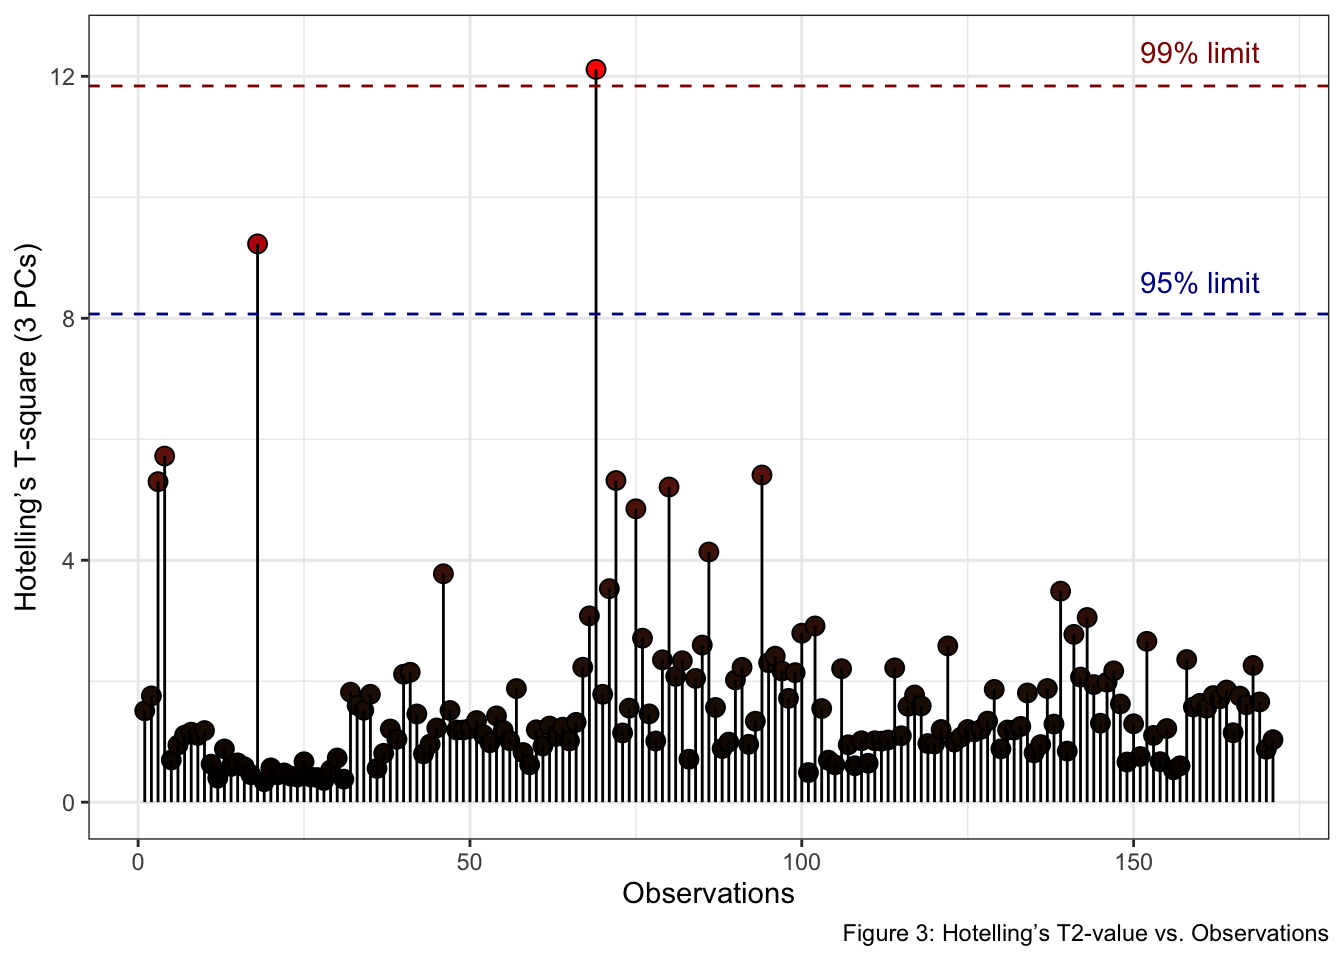 99% limit
95% limit
12
8
4
0
Hotelling’s T-square (3 PCs)
0
50
100
150
Observations
Figure 3: Hotelling’s T2-value vs. Observations